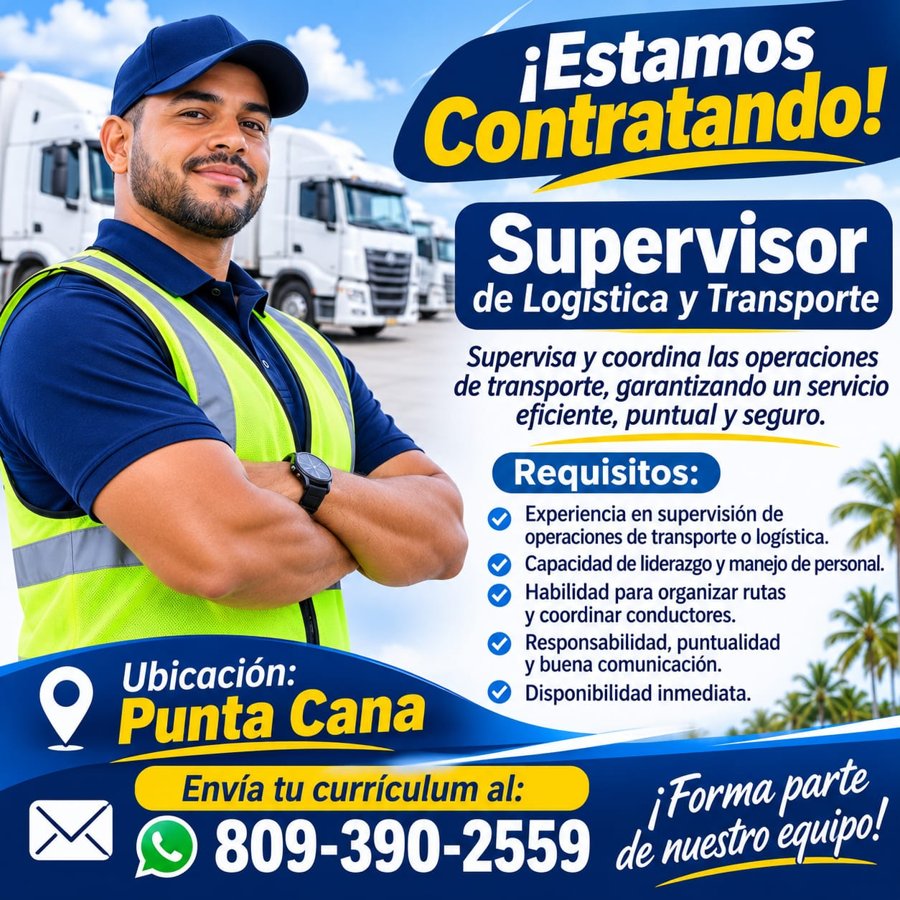 ¡Estamos
Contratando!
Supervisor
de Logística y Transporte
Supervisa y coordina las operaciones
de transporte, garantizando un servicio
eficiente, puntual y seguro.
Requisitos:
Experiencia en supervisión de
operaciones de transporte o logística.
Capacidad de liderazgo y manejo de personal.
Habilidad para organizar rutas
y coordinar conductores.
Responsabilidad, puntualidad
y buena comunicación.
Disponibilidad inmediata.
Ubicación:
Punta Cana
Envía tu currículum al:
809-390-2559
¡Forma parte
de nuestro equipo!